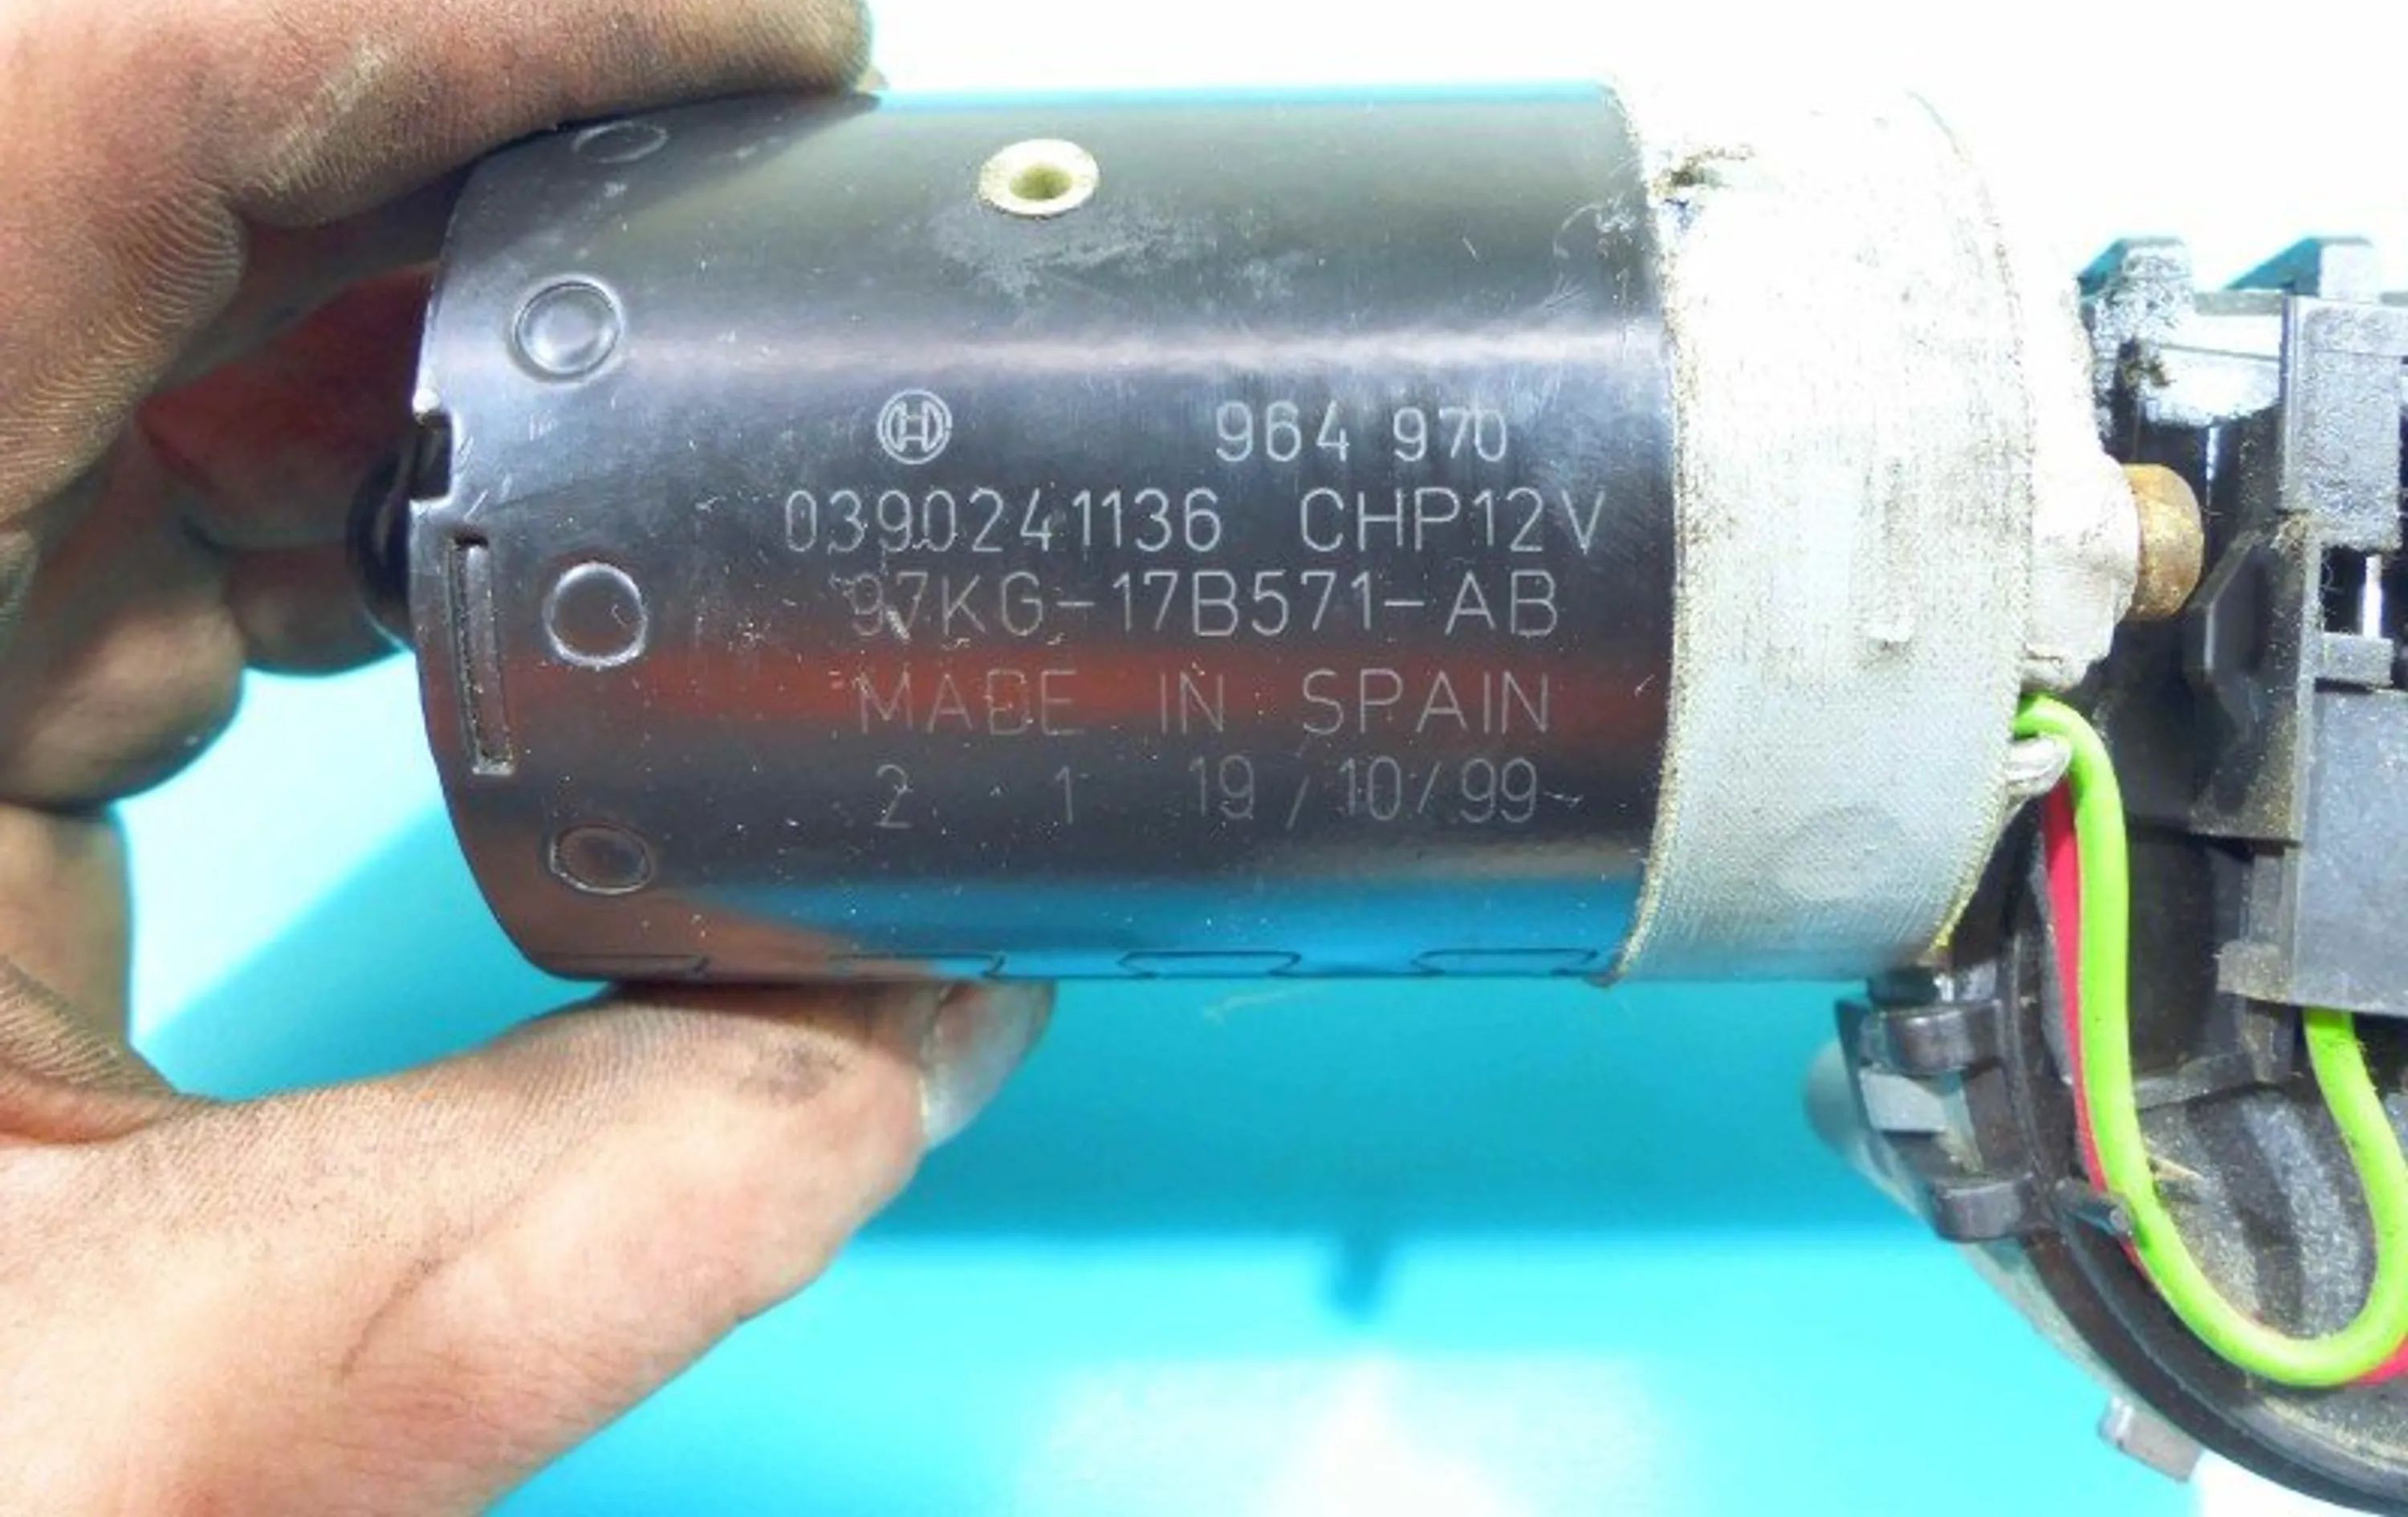 964 970
0390241136 CHP12V
97KG-17B571-AB
MADE IN SPAIN
2 1 19/10/99